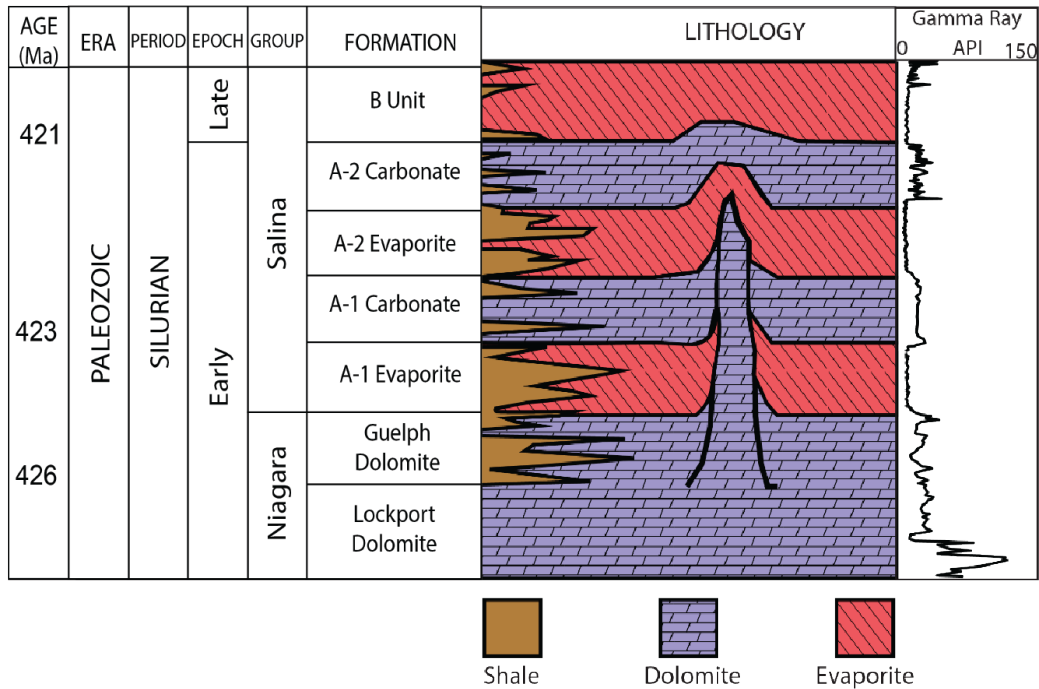 AGE
(Ma)
ERA
PERIOD
EPOCH
GROUP
FORMATION
LITHOLOGY
Gamma Ray
0 API 150
421
423
426
PALEOZOIC
SILURIAN
Late
Early
Salina
Niagara
B Unit
A-2 Carbonate
A-2 Evaporite
A-1 Carbonate
A-1 Evaporite
Guelph
Dolomite
Lockport
Dolomite
Shale
Dolomite
Evaporite